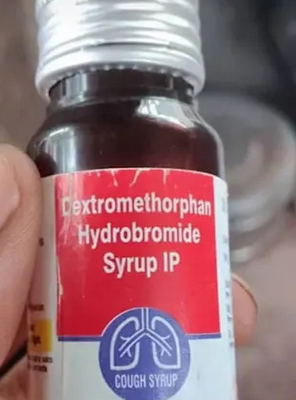 Dextromethorphan
Hydrobromide
Syrup IP
COUGH SYRUP